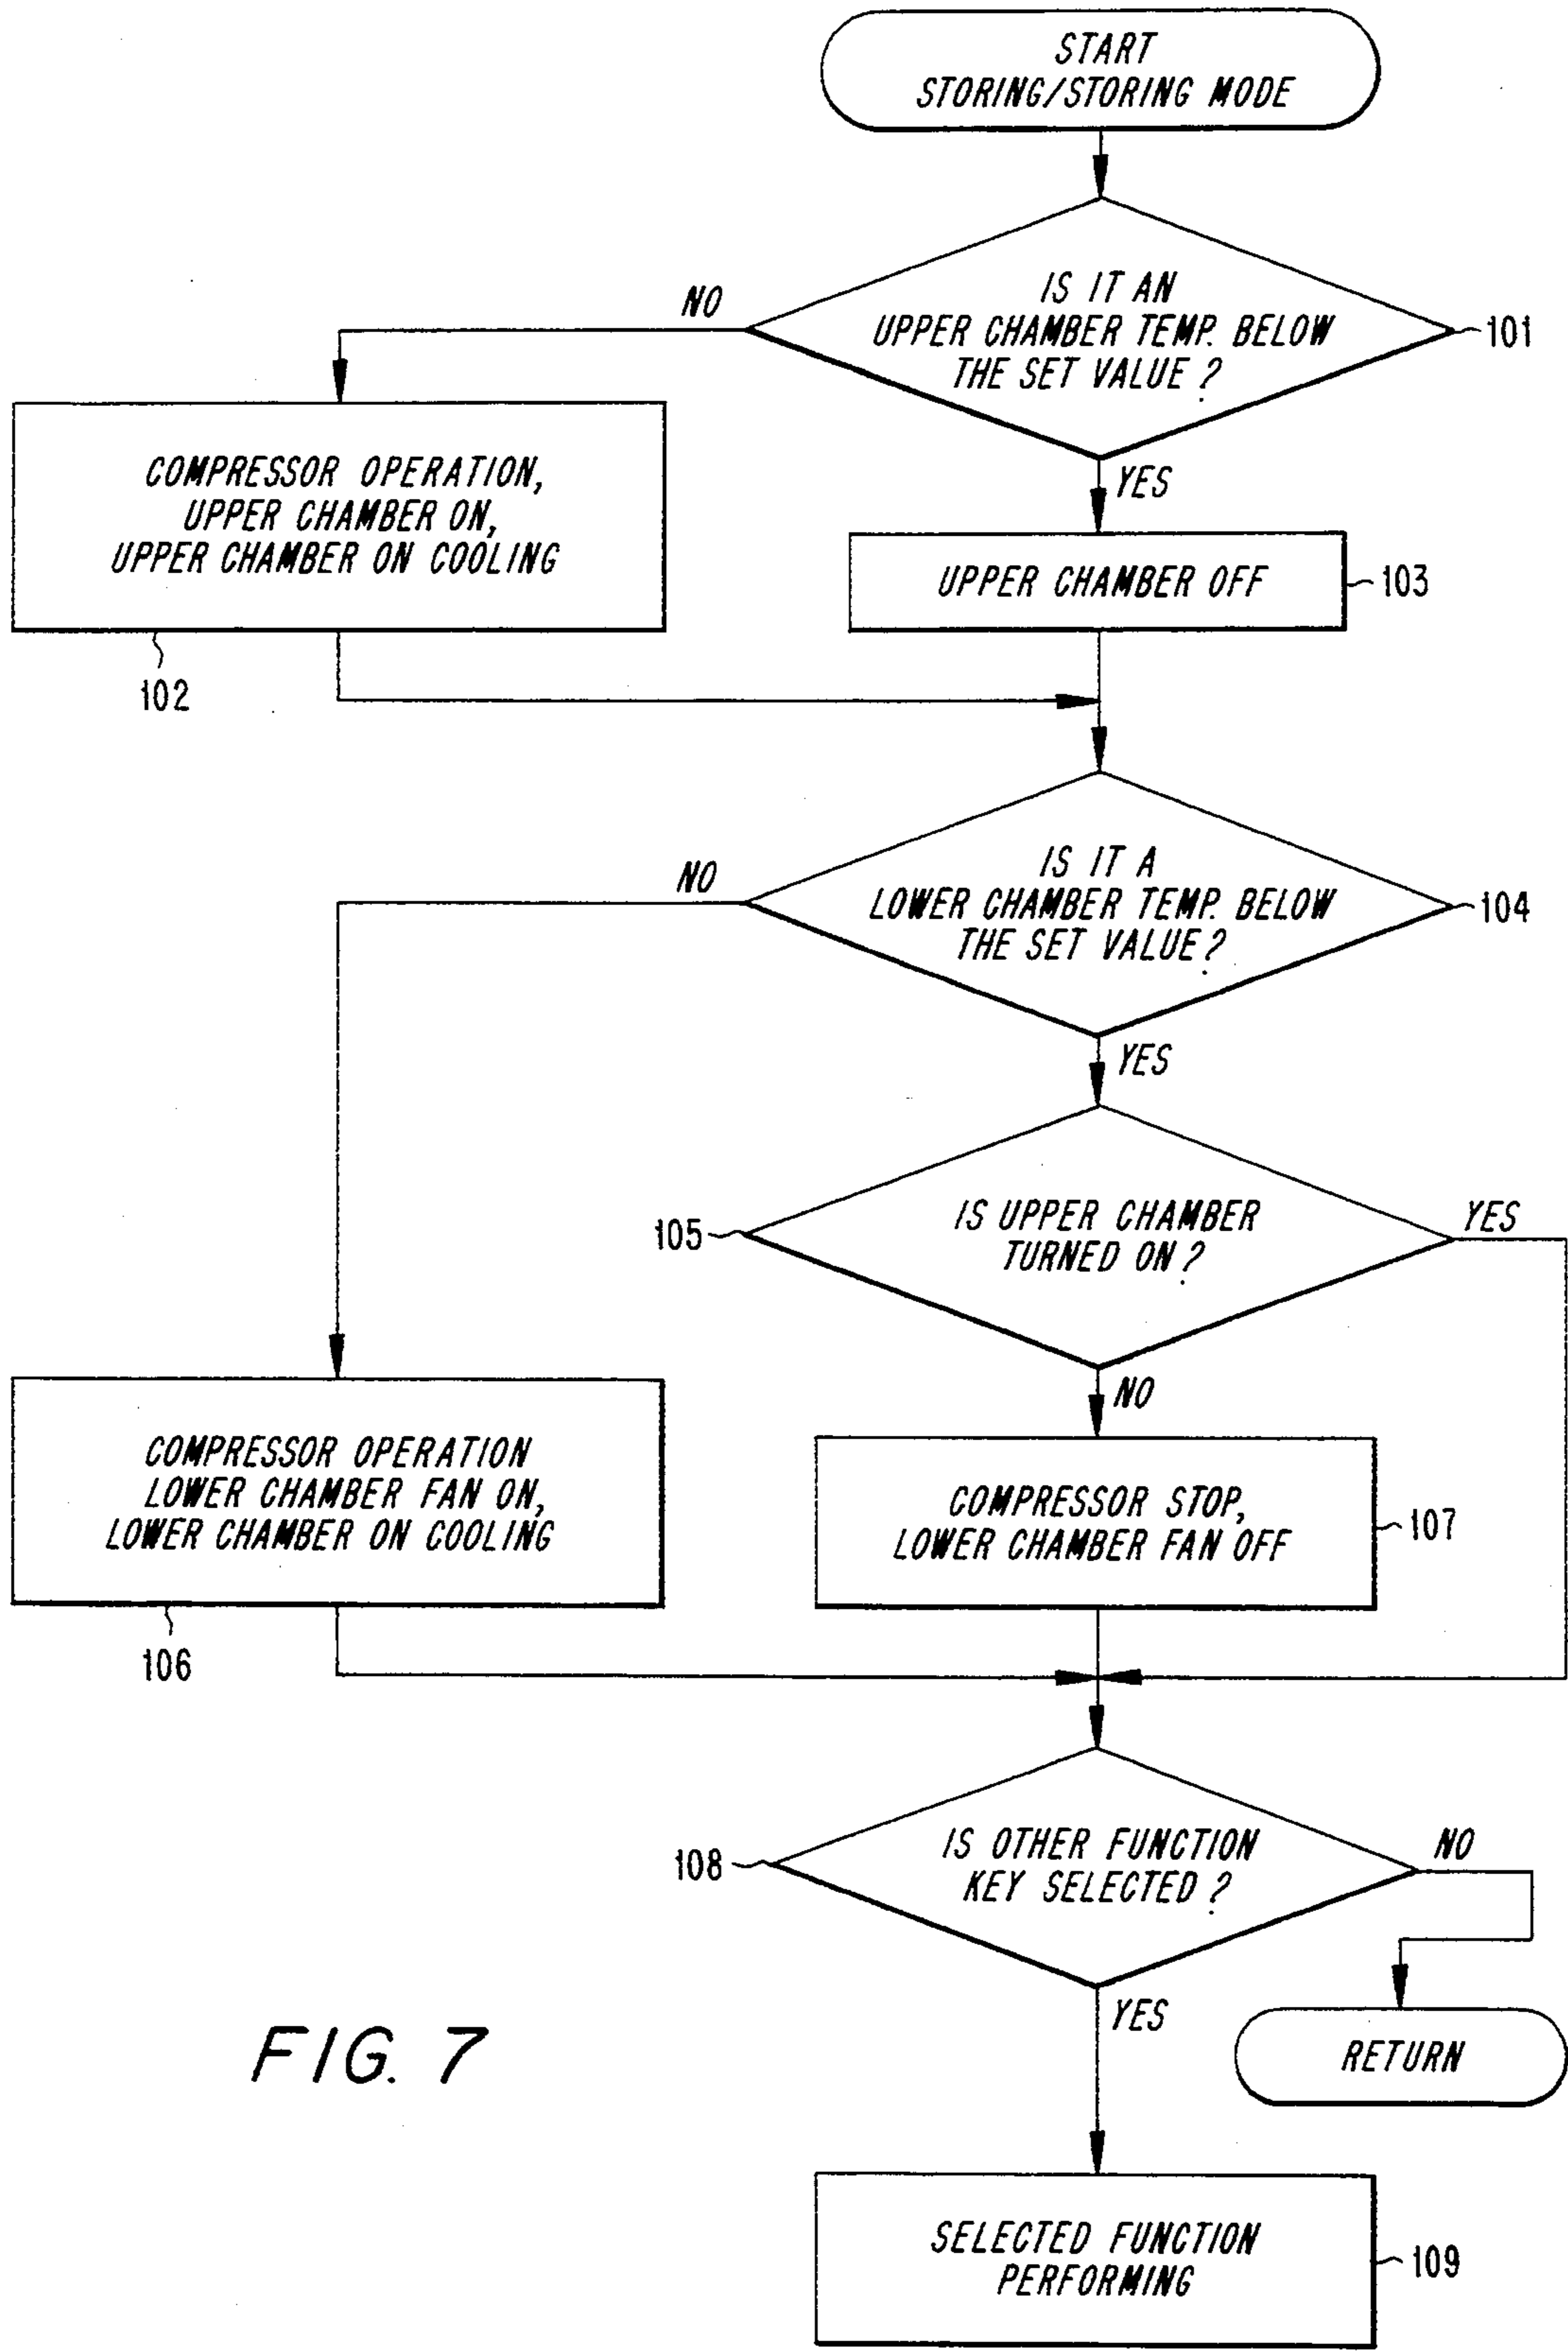 START
STORING/STORING MODE
IS IT AN
UPPER CHAMBER TEMP. BELOW
THE SET VALUE?
101
NO
YES
COMPRESSOR OPERATION,
UPPER CHAMBER ON,
UPPER CHAMBER ON COOLING
102
UPPER CHAMBER OFF
103
IS IT A
LOWER CHAMBER TEMP. BELOW
THE SET VALUE?
104
NO
YES
IS UPPER CHAMBER
TURNED ON?
105
YES
NO
COMPRESSOR OPERATION
LOWER CHAMBER FAN ON,
LOWER CHAMBER ON COOLING
106
COMPRESSOR STOP,
LOWER CHAMBER FAN OFF
107
IS OTHER FUNCTION
KEY SELECTED?
108
NO
YES
RETURN
SELECTED FUNCTION
PERFORMING
109
FIG. 7